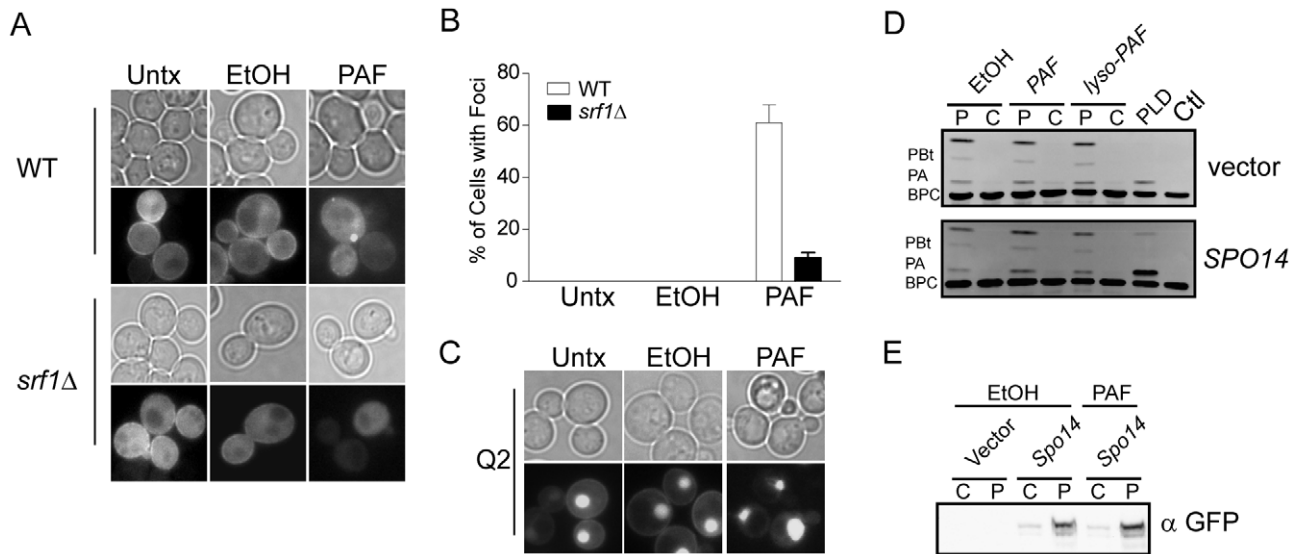 A
Untx EtOH PAF
WT
srf1Δ
B
% of Cells with Foci
80
60
40
20
0
WT
srf1Δ
Untx EtOH PAF
C
Untx EtOH PAF
Q2
D
EtOH PAF lyso-PAF PLD Ctl
P C P C P C
PBt
PA
BPC
vector
PBt
PA
BPC
SPO14
E
EtOH PAF
Vector Spo14 Spo14
C P C P C P
α GFP